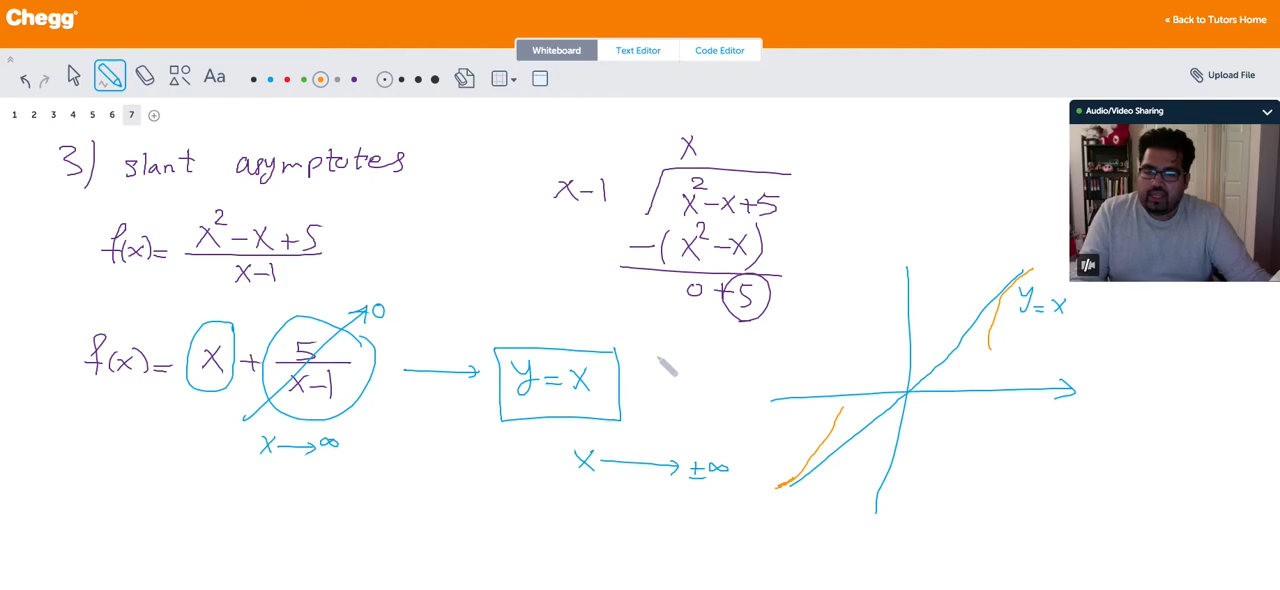 Chegg
« Back to Tutors Home
Whiteboard Text Editor Code Editor
Aa
Upload File
1 2 3 4 5 6 7
Audio/Video Sharing
3) slant asymptotes
f(x)= x² -x +5 / x-1
x
x-1 x² -x+5
-( x² -x )
0 +5
f(x)= x + 5 / x-1 0
x → ∞
→ y = x
x → ±∞
y = x